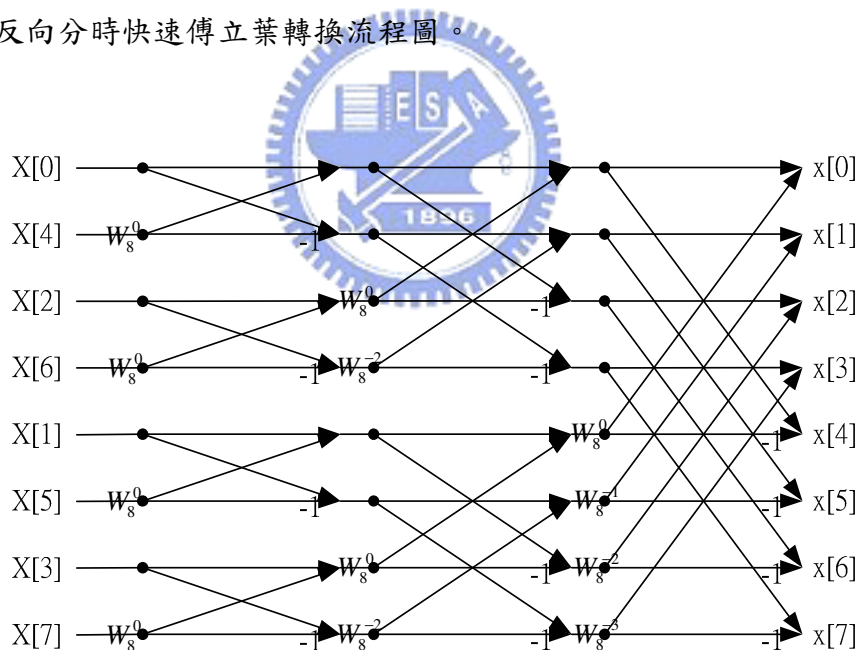 反向分時快速傅立葉轉換流程圖。
ESA
1896
X[0] x[0]
X[4] W₈⁰ -1 x[1]
X[2] W₈⁰ -1 x[2]
X[6] W₈⁰ -1 W₈⁻² -1 x[3]
X[1] W₈⁰ -1 x[4]
X[5] W₈⁰ -1 W₈⁻¹ -1 x[5]
X[3] W₈⁰ -1 W₈⁻² -1 x[6]
X[7] W₈⁰ -1 W₈⁻² -1 W₈⁻³ -1 x[7]